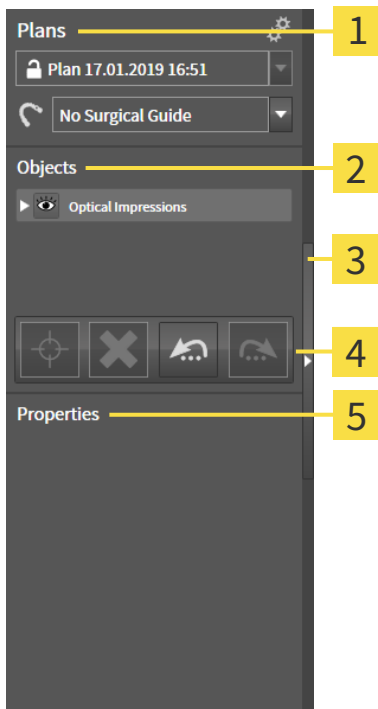 Plans
1
Plan 17.01.2019 16:51
No Surgical Guide
Objects
2
Optical Impressions
3
4
Properties
5